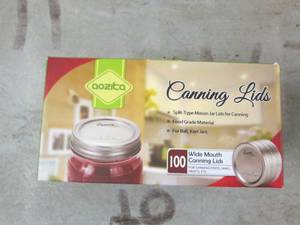 aozita
Canning Lids
Split-Type Mason Jar Lids for Canning
Food Grade Material
For Ball, Kerr Jars
100
Wide Mouth
Canning Lids